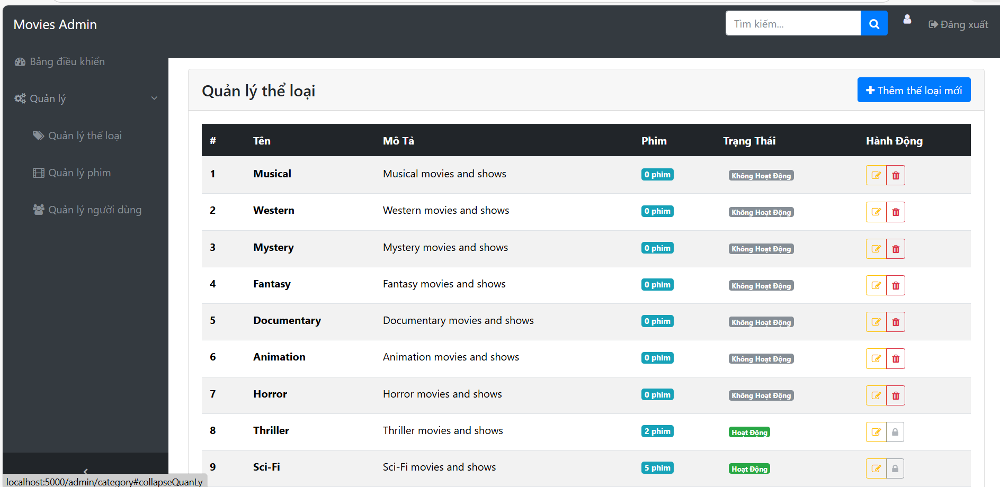 Movies Admin
Tìm kiếm...
Đăng xuất
Bảng điều khiển
Quản lý
Quản lý thể loại
Quản lý phim
Quản lý người dùng
Quản lý thể loại
Thêm thể loại mới
# Tên Mô Tả Phim Trạng Thái Hành Động
1 Musical Musical movies and shows 0 phim Không Hoạt Động
2 Western Western movies and shows 0 phim Không Hoạt Động
3 Mystery Mystery movies and shows 0 phim Không Hoạt Động
4 Fantasy Fantasy movies and shows 0 phim Không Hoạt Động
5 Documentary Documentary movies and shows 0 phim Không Hoạt Động
6 Animation Animation movies and shows 0 phim Không Hoạt Động
7 Horror Horror movies and shows 0 phim Không Hoạt Động
8 Thriller Thriller movies and shows 2 phim Hoạt Động
9 Sci-Fi Sci-Fi movies and shows 5 phim Hoạt Động
localhost:5000/admin/category#collapseQuanLy